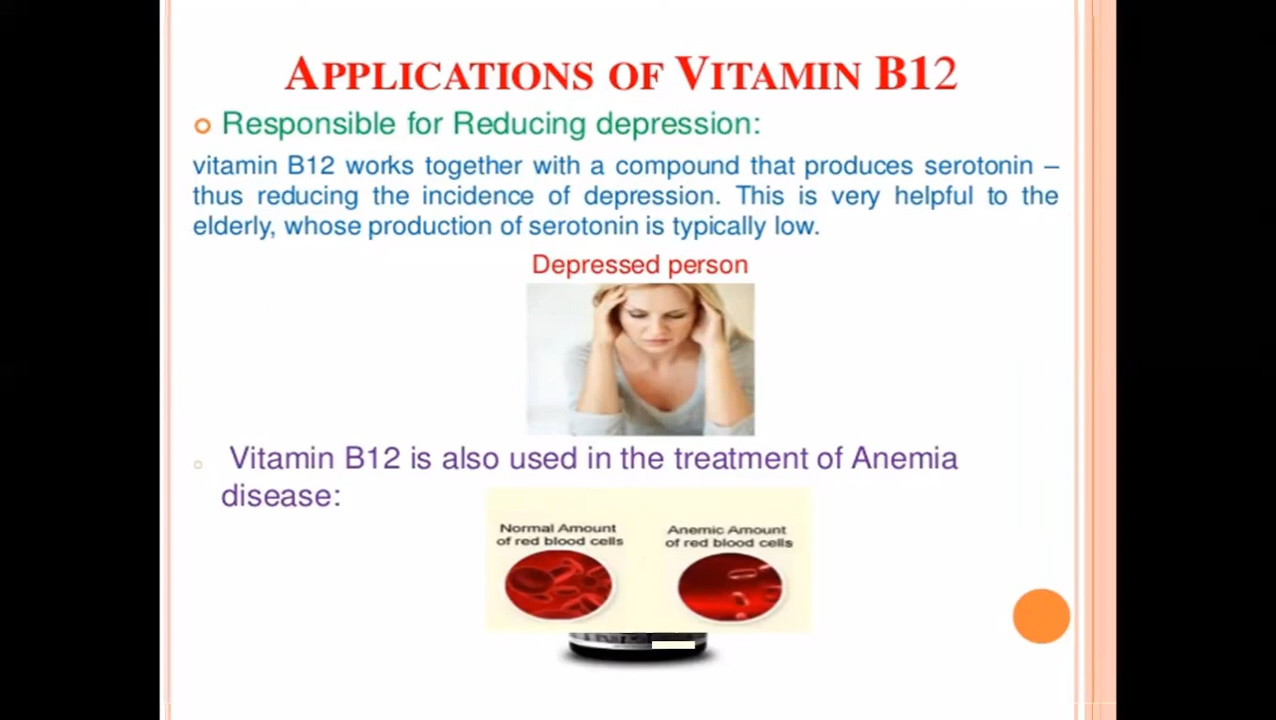 APPLICATIONS OF VITAMIN B12
Responsible for Reducing depression:
vitamin B12 works together with a compound that produces serotonin –
thus reducing the incidence of depression. This is very helpful to the
elderly, whose production of serotonin is typically low.
Depressed person
Vitamin B12 is also used in the treatment of Anemia
disease:
Normal Amount
of red blood cells
Anemic Amount
of red blood cells